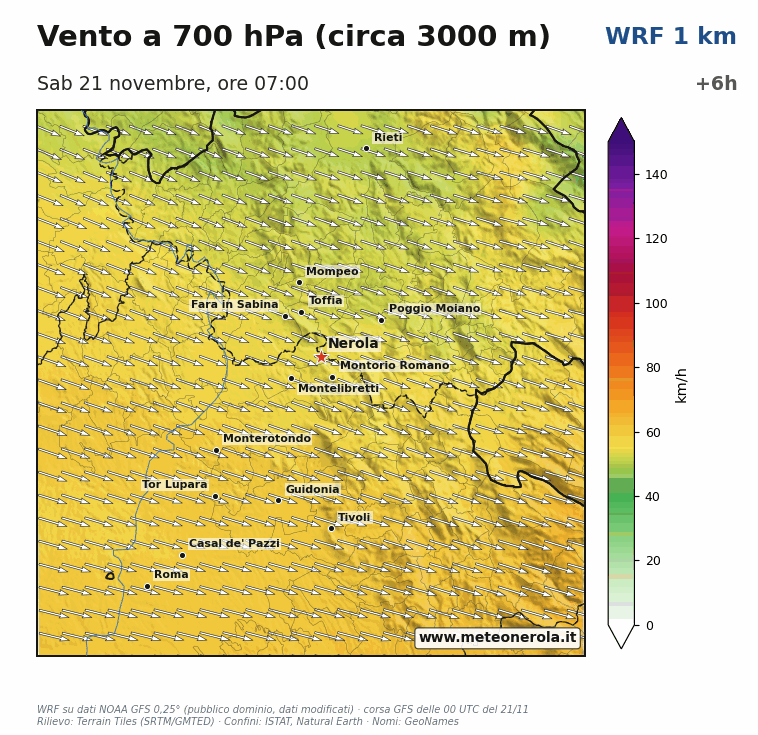 Vento a 700 hPa (circa 3000 m)
WRF 1 km
Sab 21 novembre, ore 07:00
+6h
Rieti
Mompeo
Toffia
Fara in Sabina
Poggio Moiano
Nerola
Montorio Romano
Montelibretti
Monterotondo
Tor Lupara
Guidonia
Tivoli
Casal de' Pazzi
Roma
www.meteonerola.it
140
120
100
80
60
40
20
0
km/h
WRF su dati NOAA GFS 0,25° (pubblico dominio, dati modificati) · corsa GFS delle 00 UTC del 21/11
Rilievo: Terrain Tiles (SRTM/GMTED) · Confini: ISTAT, Natural Earth · Nomi: GeoNames